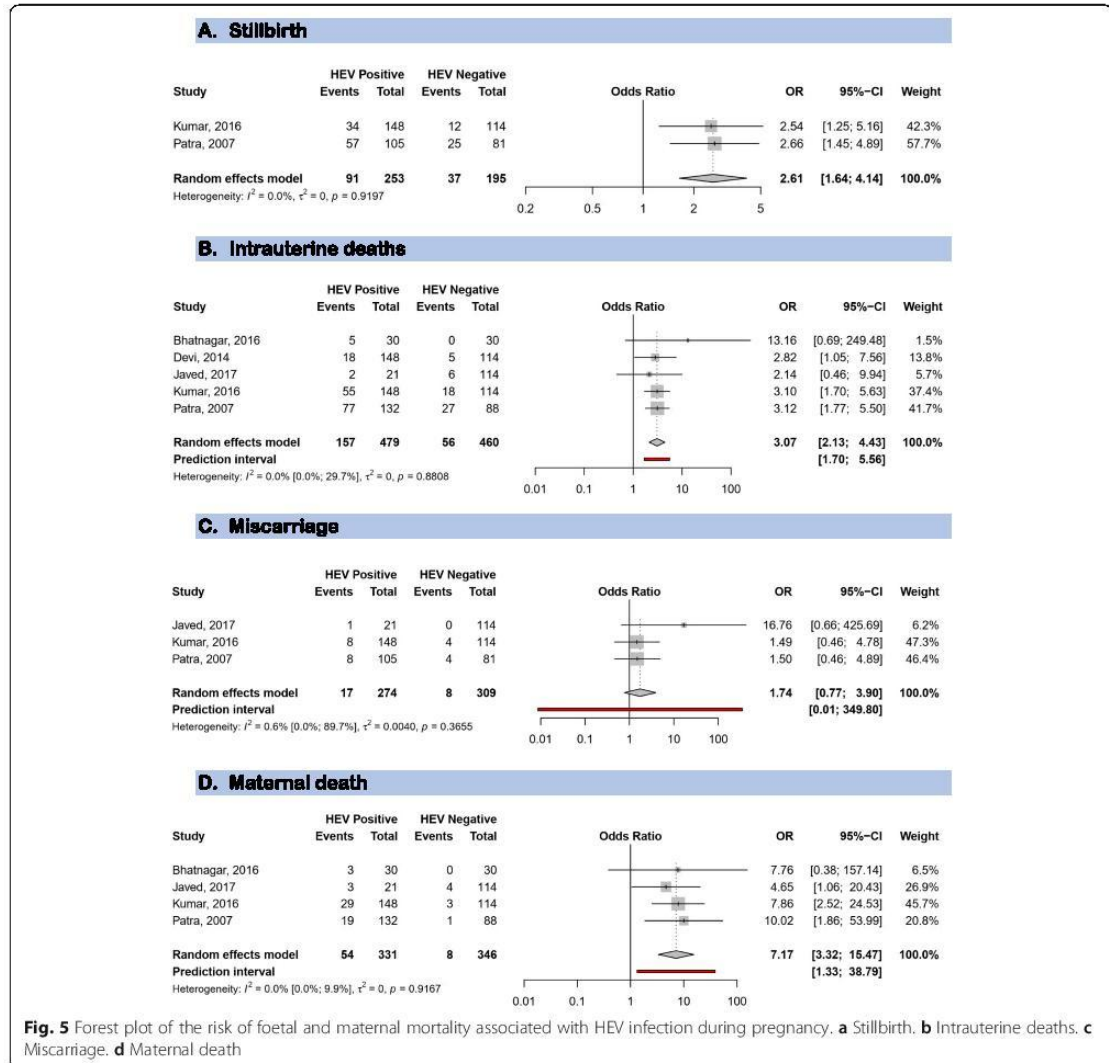 A. Stillbirth
HEV Positive HEV Negative
Study Events Total Events Total Odds Ratio OR 95%−CI Weight
Kumar, 2016 34 148 12 114 2.54 [1.25; 5.16] 42.3%
Patra, 2007 57 105 25 81 2.66 [1.45; 4.89] 57.7%
Random effects model 91 253 37 195 2.61 [1.64; 4.14] 100.0%
Heterogeneity: I² = 0.0%, τ² = 0, p = 0.9197
0.2 0.5 1 2 5
B. Intrauterine deaths
HEV Positive HEV Negative
Study Events Total Events Total Odds Ratio OR 95%−CI Weight
Bhatnagar, 2016 5 30 0 30 13.16 [0.69; 249.48] 1.5%
Devi, 2014 18 148 5 114 2.82 [1.05; 7.56] 13.8%
Javed, 2017 2 21 6 114 2.14 [0.46; 9.94] 5.7%
Kumar, 2016 55 148 18 114 3.10 [1.70; 5.63] 37.4%
Patra, 2007 77 132 27 88 3.12 [1.77; 5.50] 41.7%
Random effects model 157 479 56 460 3.07 [2.13; 4.43] 100.0%
Prediction interval [1.70; 5.56]
Heterogeneity: I² = 0.0% [0.0%; 29.7%], τ² = 0, p = 0.8808
0.01 0.1 1 10 100
C. Miscarriage
HEV Positive HEV Negative
Study Events Total Events Total Odds Ratio OR 95%−CI Weight
Javed, 2017 1 21 0 114 16.76 [0.66; 425.69] 6.2%
Kumar, 2016 8 148 4 114 1.49 [0.46; 4.78] 47.3%
Patra, 2007 8 105 4 81 1.50 [0.46; 4.89] 46.4%
Random effects model 17 274 8 309 1.74 [0.77; 3.90] 100.0%
Prediction interval [0.01; 349.80]
Heterogeneity: I² = 0.6% [0.0%; 89.7%], τ² = 0.0040, p = 0.3655
0.01 0.1 1 10 100
D. Maternal death
HEV Positive HEV Negative
Study Events Total Events Total Odds Ratio OR 95%−CI Weight
Bhatnagar, 2016 3 30 0 30 7.76 [0.38; 157.14] 6.5%
Javed, 2017 3 21 4 114 4.65 [1.06; 20.43] 26.9%
Kumar, 2016 29 148 3 114 7.86 [2.52; 24.53] 45.7%
Patra, 2007 19 132 1 88 10.02 [1.86; 53.99] 20.8%
Random effects model 54 331 8 346 7.17 [3.32; 15.47] 100.0%
Prediction interval [1.33; 38.79]
Heterogeneity: I² = 0.0% [0.0%; 9.9%], τ² = 0, p = 0.9167
0.01 0.1 1 10 100
Fig. 5 Forest plot of the risk of foetal and maternal mortality associated with HEV infection during pregnancy. a Stillbirth. b Intrauterine deaths. c
Miscarriage. d Maternal death